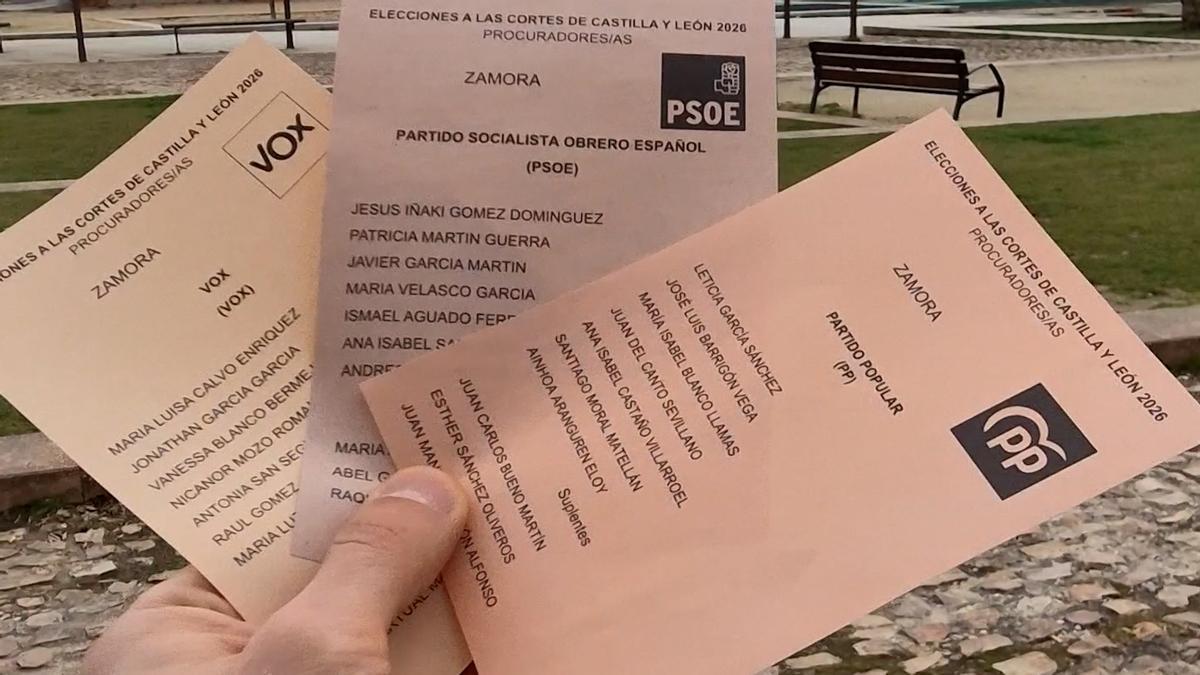 ELECCIONES A LAS CORTES DE CASTILLA Y LEÓN 2026
PROCURADORES/AS
VOX
ZAMORA
VOX
(VOX)
MARIA LUISA CALVO ENRIQUEZ
JONATHAN GARCIA GARCIA
VANESSA BLANCO
NICANOR MOZO
ANTONIA SAN
RAUL GOMEZ
MARIA
ELECCIONES A LAS CORTES DE CASTILLA Y LEÓN 2026
PROCURADORES/AS
ZAMORA
PSOE
PARTIDO SOCIALISTA OBRERO ESPAÑOL
(PSOE)
JESUS IÑAKI GOMEZ DOMINGUEZ
PATRICIA MARTIN GUERRA
JAVIER GARCIA MARTIN
MARIA VELASCO GARCIA
ISMAEL AGUADO
ANA ISABEL
MARIA
ABEL
ELECCIONES A LAS CORTES DE CASTILLA Y LEÓN 2026
PROCURADORES/AS
ZAMORA
PP
PARTIDO POPULAR
(PP)
LETICIA GARCÍA SÁNCHEZ
JOSÉ LUIS BARRIGÓN VEGA
MARÍA ISABEL BLANCO LLAMAS
JUAN DEL CANTO SEVILLANO
ANA ISABEL CASTAÑO VILLARROEL
SANTIAGO MORAL MATELLÁN
AINHOA ARANGUREN ELOY
Suplentes
JUAN CARLOS BUENO MARTÍN
ESTHER SÁNCHEZ OLIVEROS
JUAN ALFONSO